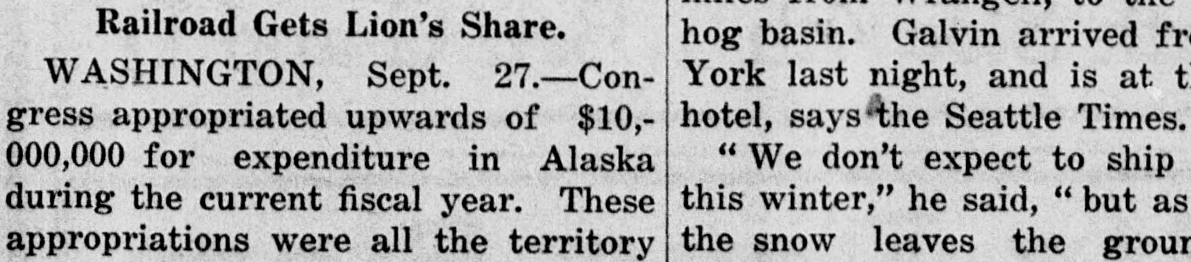 Railroad Gets Lion's Share.
WASHINGTON, Sept. 27.—Con-
gress appropriated upwards of $10,-
000,000 for expenditure in Alaska
during the current fiscal year. These
appropriations were all the territory
hog basin. Galvin arrived
York last night, and is at
hotel, says the Seattle Times.
" We don't expect to ship
this winter," he said, " but as
the snow leaves the